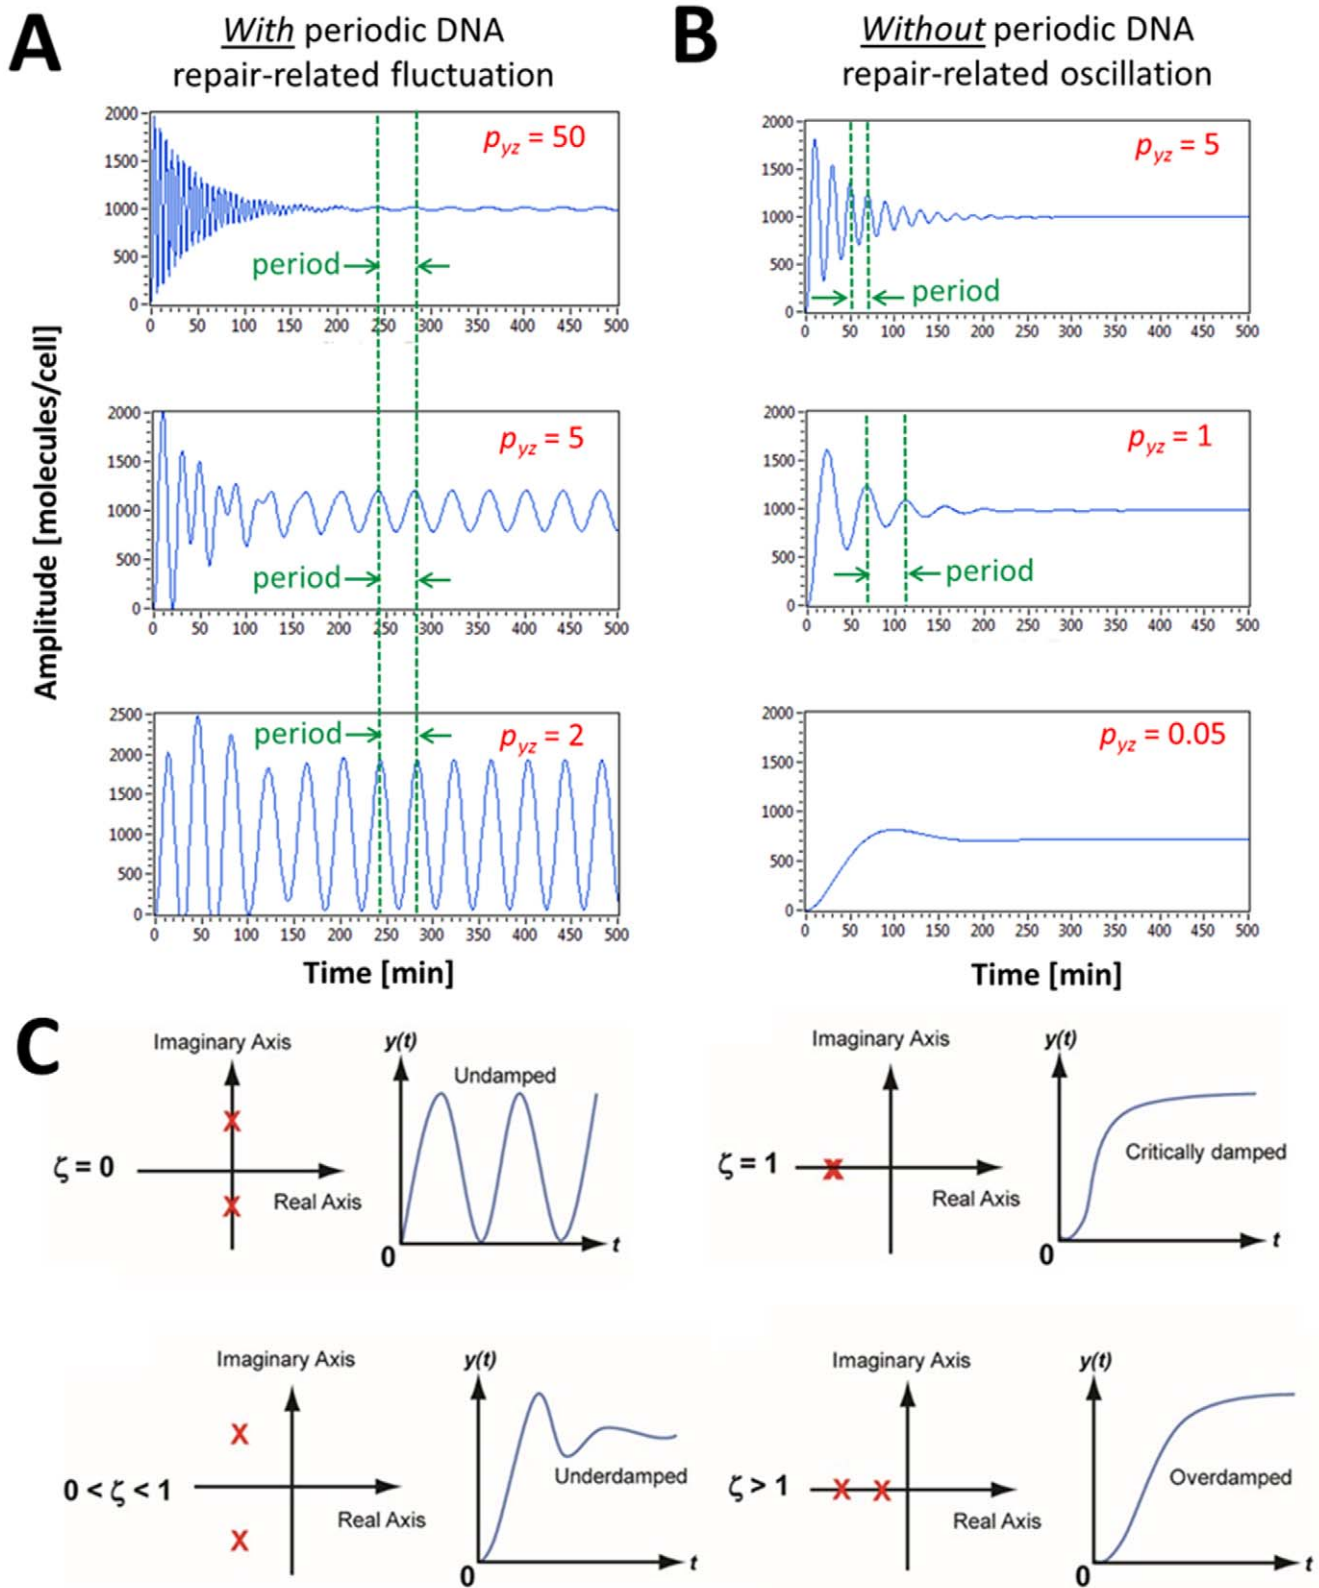 A
With periodic DNA
repair-related fluctuation
B
Without periodic DNA
repair-related oscillation
Amplitude [molecules/cell]
2000
1500
1000
500
0
p_yz = 50
period
0 50 100 150 200 250 300 350 400 450 500
2000
1500
1000
500
0
p_yz = 5
period
0 50 100 150 200 250 300 350 400 450 500
2500
2000
1500
1000
500
0
period
p_yz = 2
0 50 100 150 200 250 300 350 400 450 500
Time [min]
2000
1500
1000
500
0
p_yz = 5
period
0 50 100 150 200 250 300 350 400 450 500
2000
1500
1000
500
0
p_yz = 1
period
0 50 100 150 200 250 300 350 400 450 500
2000
1500
1000
500
0
p_yz = 0.05
0 50 100 150 200 250 300 350 400 450 500
Time [min]
C
Imaginary Axis
ζ = 0
Real Axis
y(t)
Undamped
0
t
Imaginary Axis
ζ = 1
Real Axis
y(t)
Critically damped
0
t
Imaginary Axis
0 < ζ < 1
Real Axis
y(t)
Underdamped
0
t
Imaginary Axis
ζ > 1
Real Axis
y(t)
Overdamped
0
t